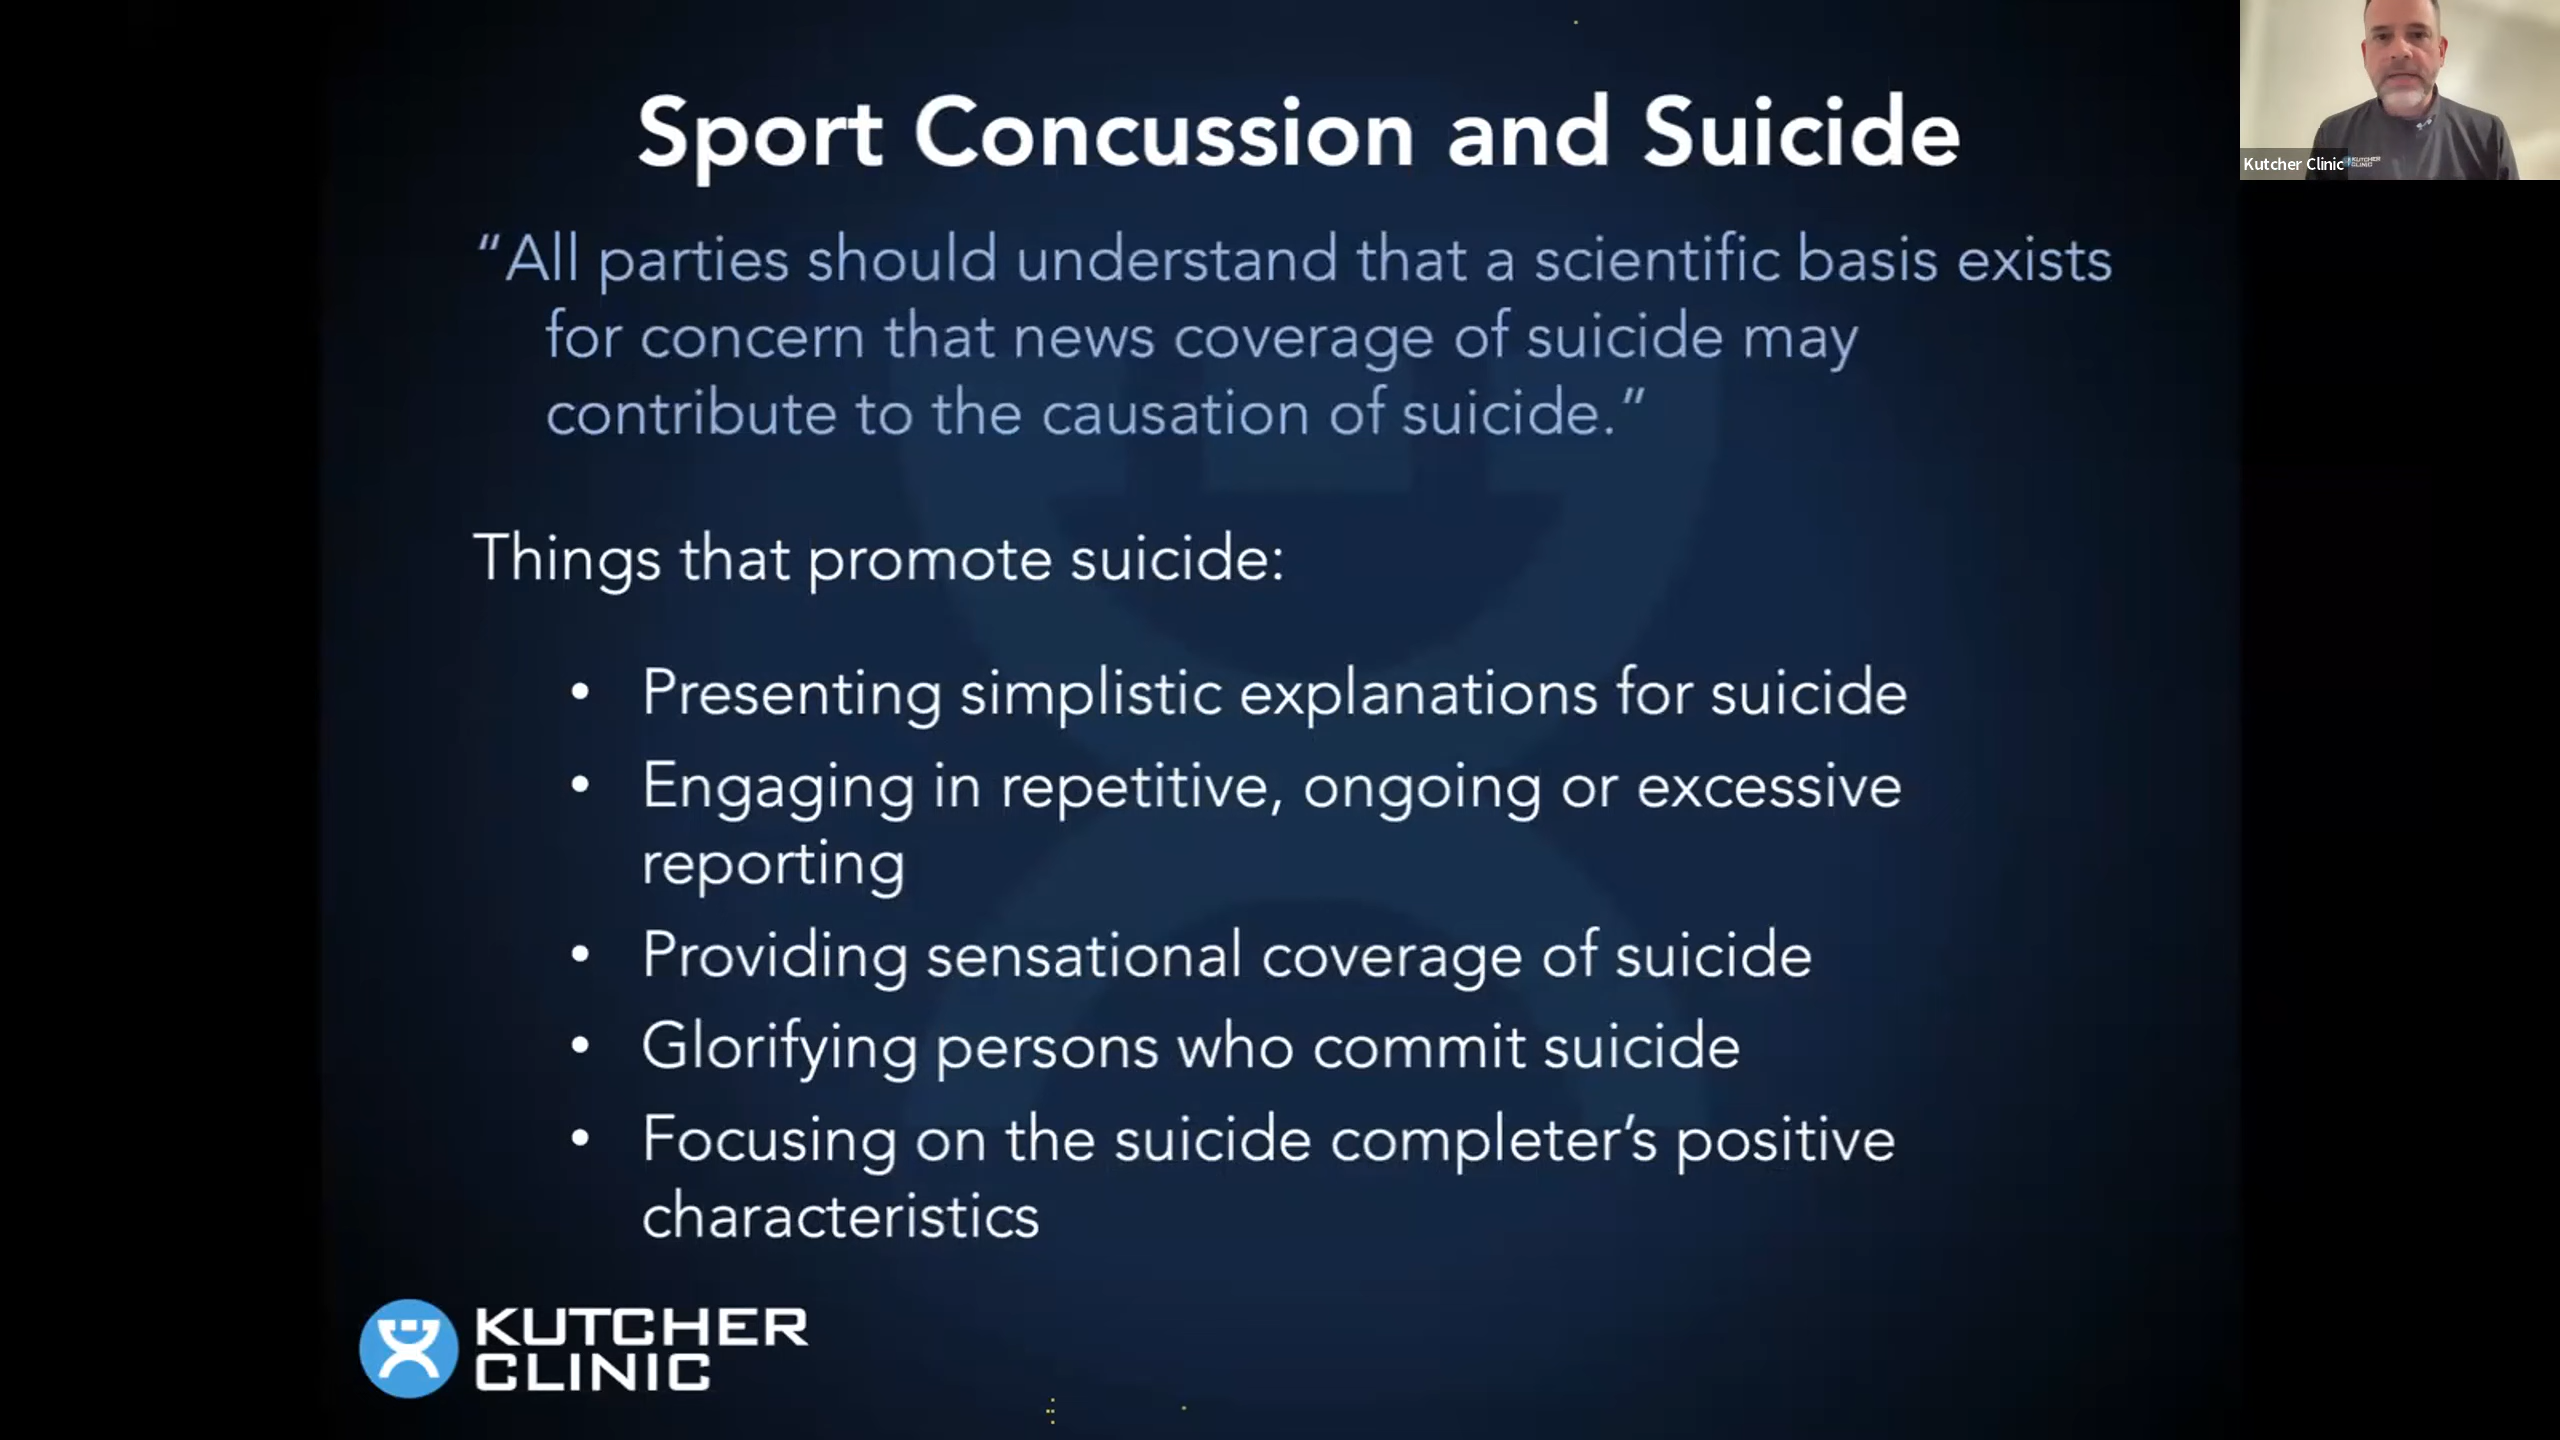 Sport Concussion and Suicide
“All parties should understand that a scientific basis exists
for concern that news coverage of suicide may
contribute to the causation of suicide.”
Things that promote suicide:
• Presenting simplistic explanations for suicide
• Engaging in repetitive, ongoing or excessive
reporting
• Providing sensational coverage of suicide
• Glorifying persons who commit suicide
• Focusing on the suicide completer’s positive
characteristics
KUTCHER
CLINIC
Kutcher Clinic
KUTCHER
CLINIC